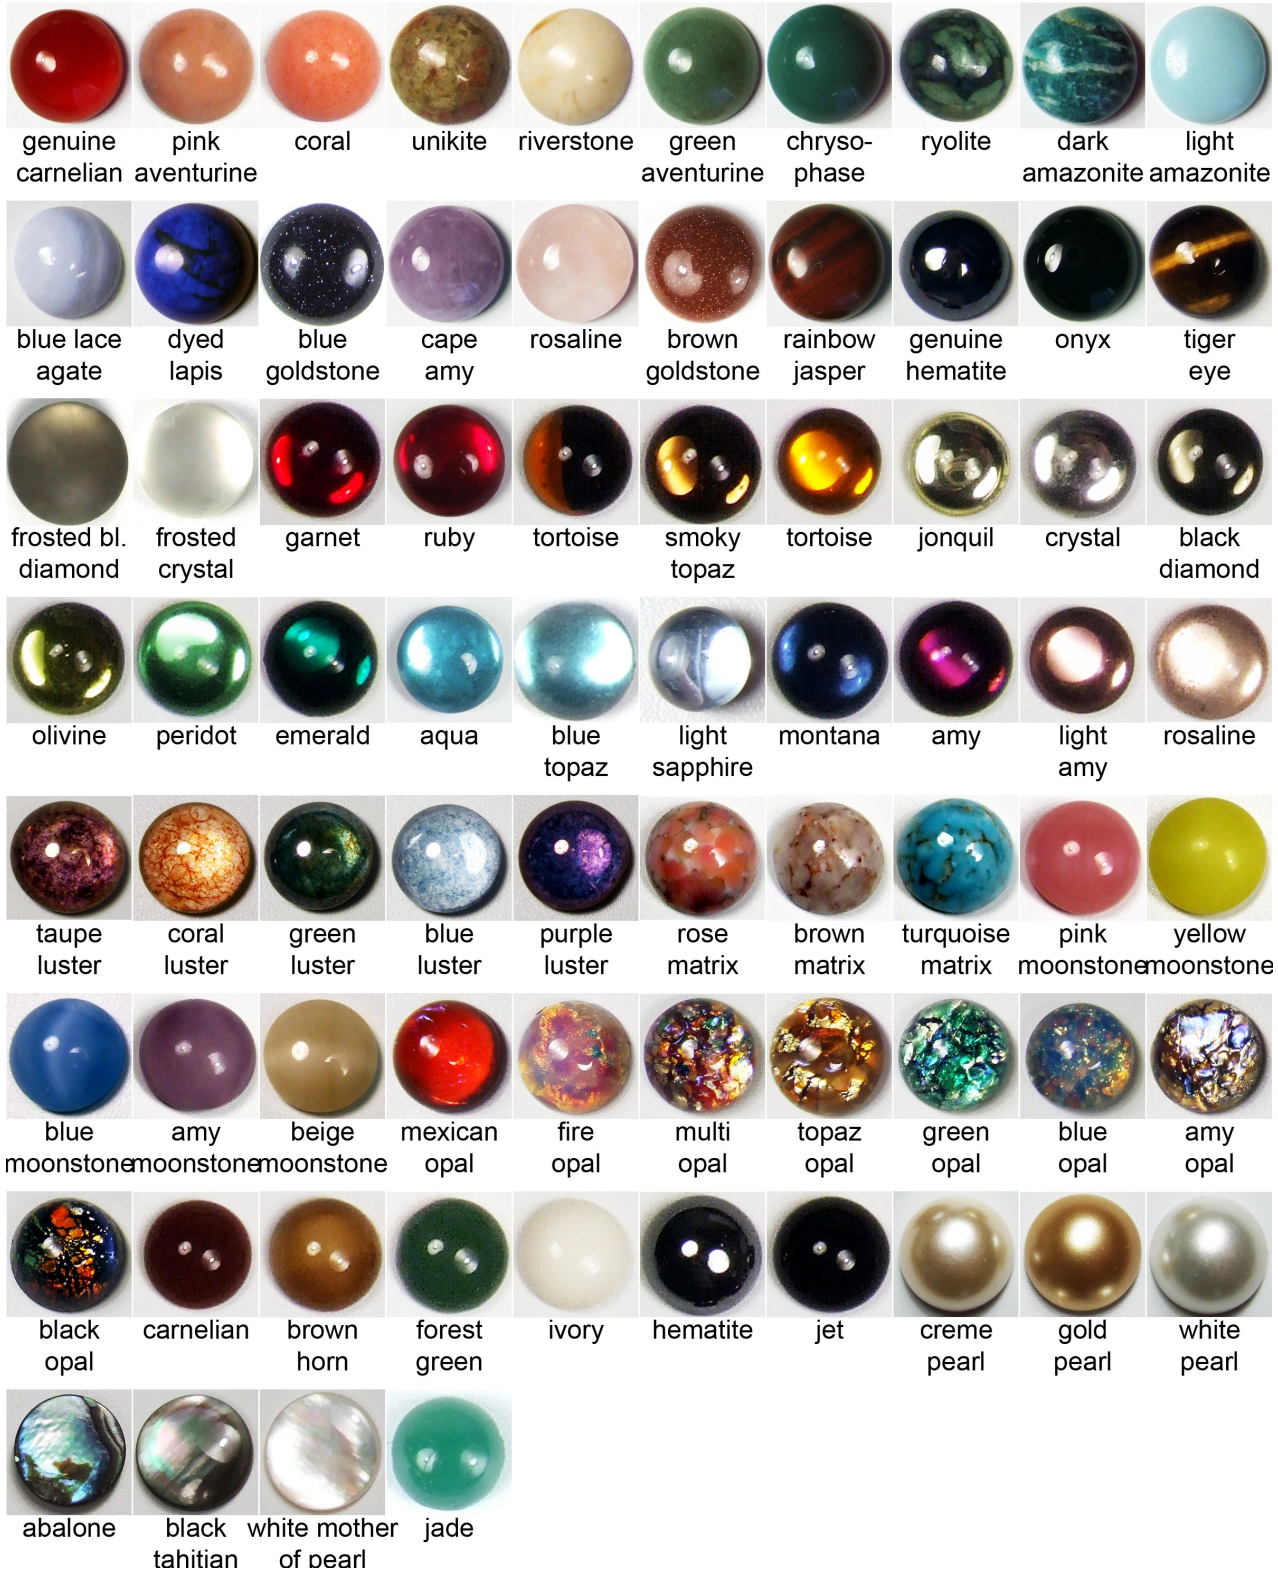 genuine pink coral unikite riverstone green chryso- ryolite dark light
carnelian aventurine aventurine phase amazonite amazonite
blue lace dyed blue cape rosaline brown rainbow genuine onyx tiger
agate lapis goldstone amy goldstone jasper hematite eye
frosted bl. frosted garnet ruby tortoise smoky tortoise jonquil crystal black
diamond crystal topaz diamond
olivine peridot emerald aqua blue light montana amy light rosaline
topaz sapphire amy
taupe coral green blue purple rose brown turquoise pink yellow
luster luster luster luster luster matrix matrix matrix moonstone moonstone
blue amy beige mexican fire multi topaz green blue amy
moonstone moonstone moonstone opal opal opal opal opal opal opal
black carnelian brown forest ivory hematite jet creme gold white
opal horn green pearl pearl pearl
abalone black white mother jade
tahitian of pearl